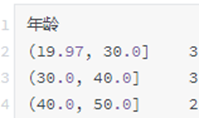 1 年龄
2 (19.97, 30.0] 3
3 (30.0, 40.0] 3
4 (40.0, 50.0] 2